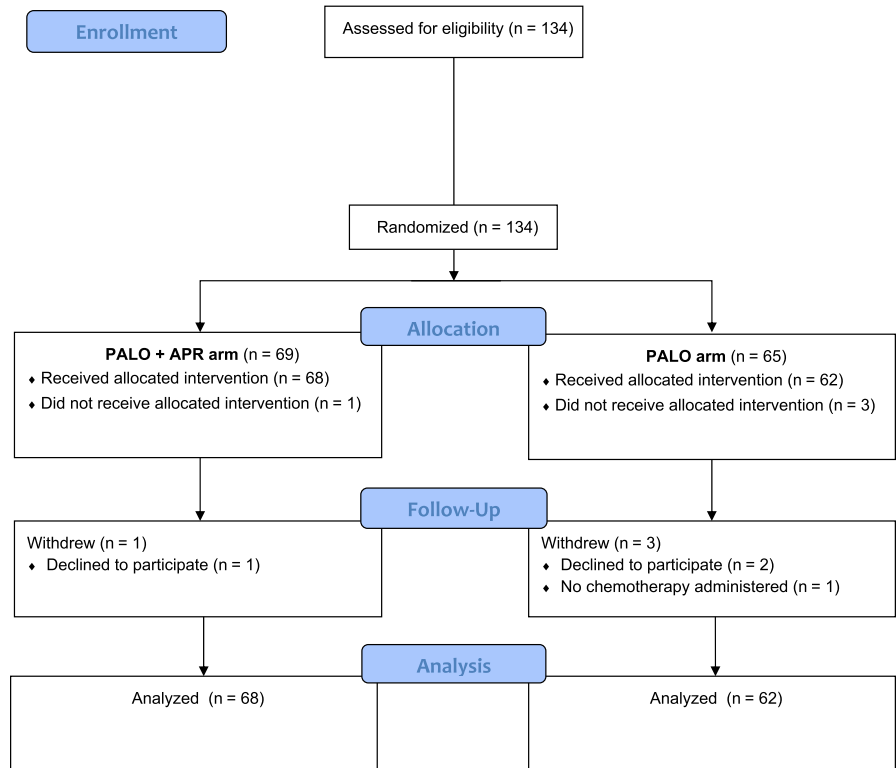 Enrollment
Assessed for eligibility (n = 134)
Randomized (n = 134)
Allocation
PALO + APR arm (n = 69)
♦ Received allocated intervention (n = 68)
♦ Did not receive allocated intervention (n = 1)
PALO arm (n = 65)
♦ Received allocated intervention (n = 62)
♦ Did not receive allocated intervention (n = 3)
Follow-Up
Withdrew (n = 1)
♦ Declined to participate (n = 1)
Withdrew (n = 3)
♦ Declined to participate (n = 2)
♦ No chemotherapy administered (n = 1)
Analysis
Analyzed (n = 68)
Analyzed (n = 62)